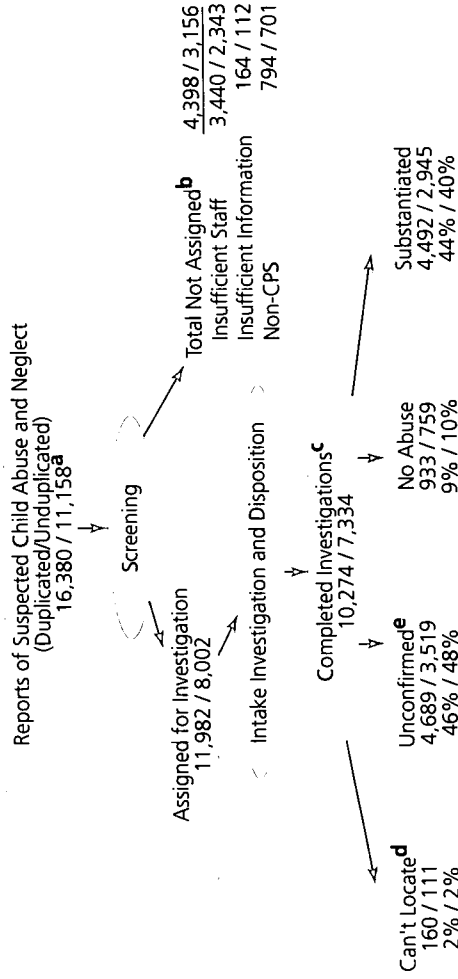 Reports of Suspected Child Abuse and Neglect
(Duplicated/Unduplicated)
16,380 / 11,158a
Screening
Assigned for Investigation
11,982 / 8,002
Total Not Assignedb 4,398 / 3,156
Insufficient Staff 3,440 / 2,343
Insufficient Information 164 / 112
Non-CPS 794 / 701
Intake Investigation and Disposition
Completed Investigationsc
10,274 / 7,334
Can't Located
160 / 111
2% / 2%
Unconfirmede
4,689 / 3,519
46% / 48%
No Abuse
933 / 759
9% / 10%
Substantiated
4,492 / 2,945
44% / 40%